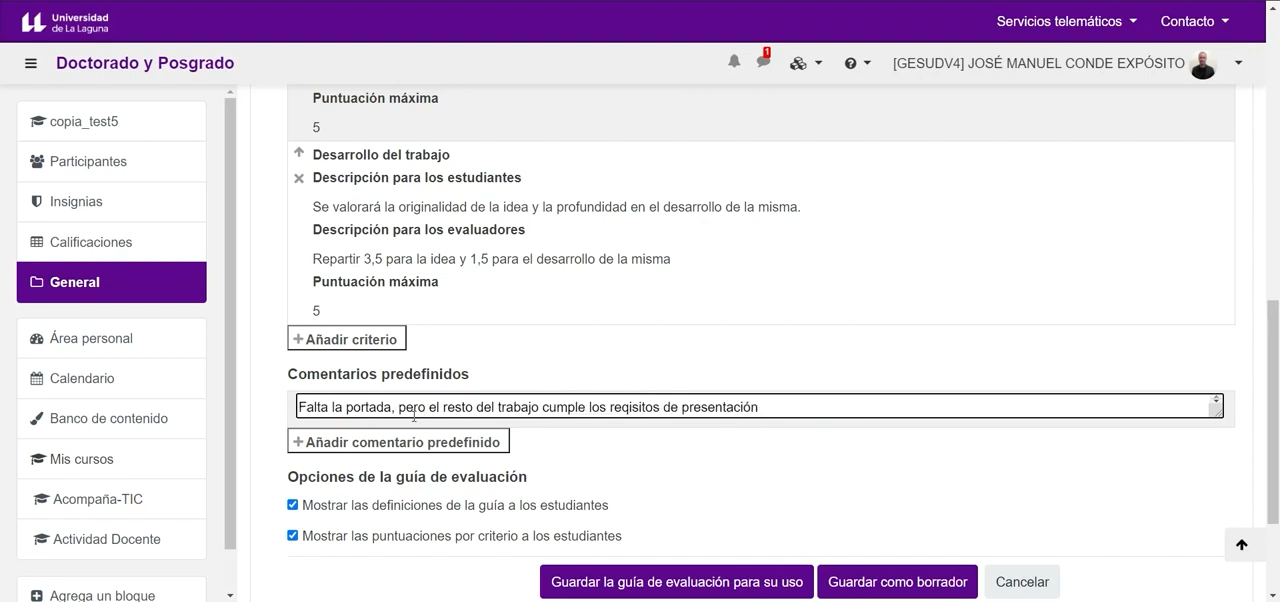 Universidad
de La Laguna
Servicios telemáticos
Contacto
Doctorado y Posgrado
1
[GESUDV4] JOSÉ MANUEL CONDE EXPÓSITO
copia_test5
Participantes
Insignias
Calificaciones
General
Área personal
Calendario
Banco de contenido
Mis cursos
Acompaña-TIC
Actividad Docente
Agrega un bloque
Puntuación máxima
5
Desarrollo del trabajo
Descripción para los estudiantes
Se valorará la originalidad de la idea y la profundidad en el desarrollo de la misma.
Descripción para los evaluadores
Repartir 3,5 para la idea y 1,5 para el desarrollo de la misma
Puntuación máxima
5
+Añadir criterio
Comentarios predefinidos
Falta la portada, pero el resto del trabajo cumple los reqisitos de presentación
+Añadir comentario predefinido
Opciones de la guía de evaluación
Mostrar las definiciones de la guía a los estudiantes
Mostrar las puntuaciones por criterio a los estudiantes
Guardar la guía de evaluación para su uso
Guardar como borrador
Cancelar